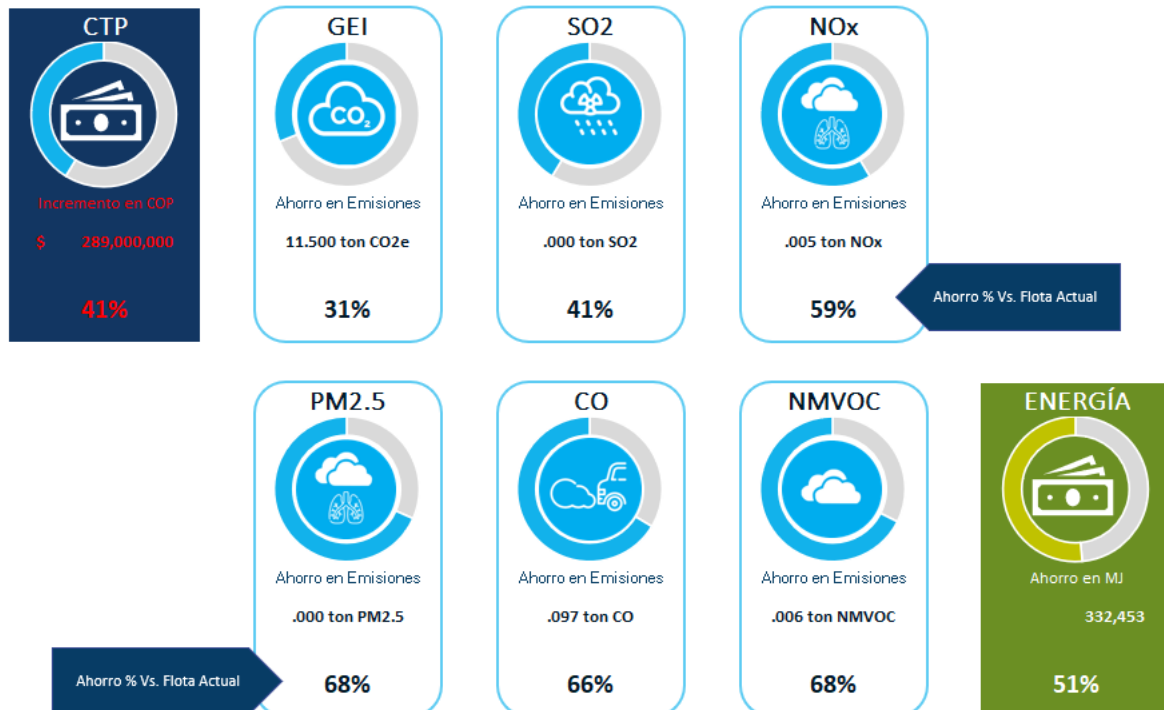 CTP
Incremento en COP
$ 289,000,000
41%
GEI
CO₂
Ahorro en Emisiones
11.500 ton CO2e
31%
SO2
Ahorro en Emisiones
.000 ton SO2
41%
NOx
Ahorro en Emisiones
.005 ton NOx
59%
Ahorro % Vs. Flota Actual
PM2.5
Ahorro en Emisiones
.000 ton PM2.5
68%
Ahorro % Vs. Flota Actual
CO
Ahorro en Emisiones
.097 ton CO
66%
NMVOC
Ahorro en Emisiones
.006 ton NMVOC
68%
ENERGÍA
Ahorro en MJ
332,453
51%